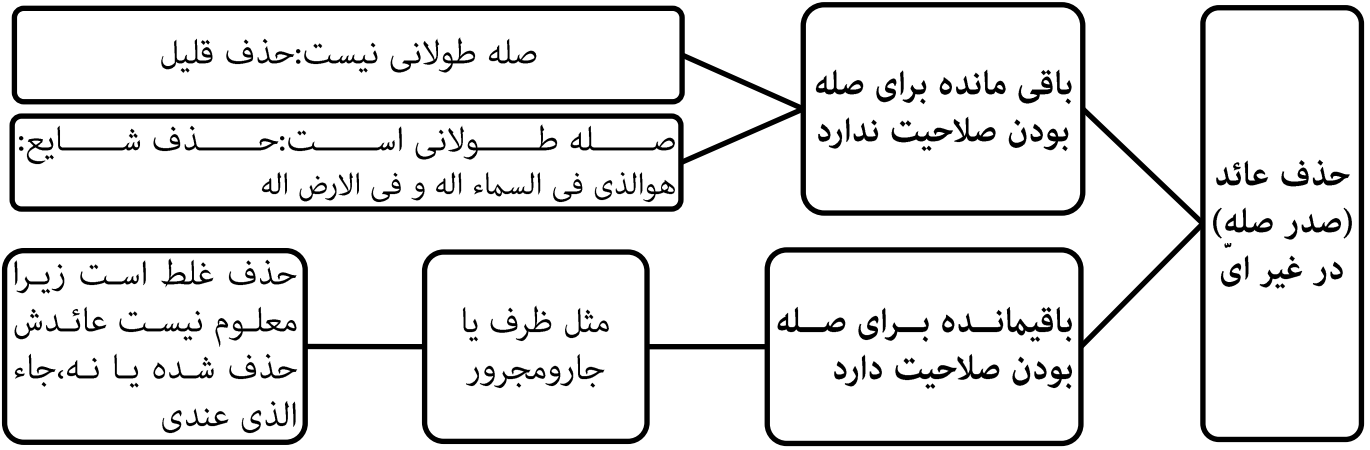 حذف عائد
(صدر صله)
در غیر ایّ
باقی مانده برای صله
بودن صلاحیت ندارد
صله طولانی نیست:حذف قلیل
صله طولانی است:حذف شایع:
هوالذی فی السماء اله و فی الارض اله
باقیمانده برای صله
بودن صلاحیت دارد
مثل ظرف یا
جارومجرور
حذف غلط است زیرا
معلوم نیست عائدش
حذف شده یا نه،جاء
الذی عندی